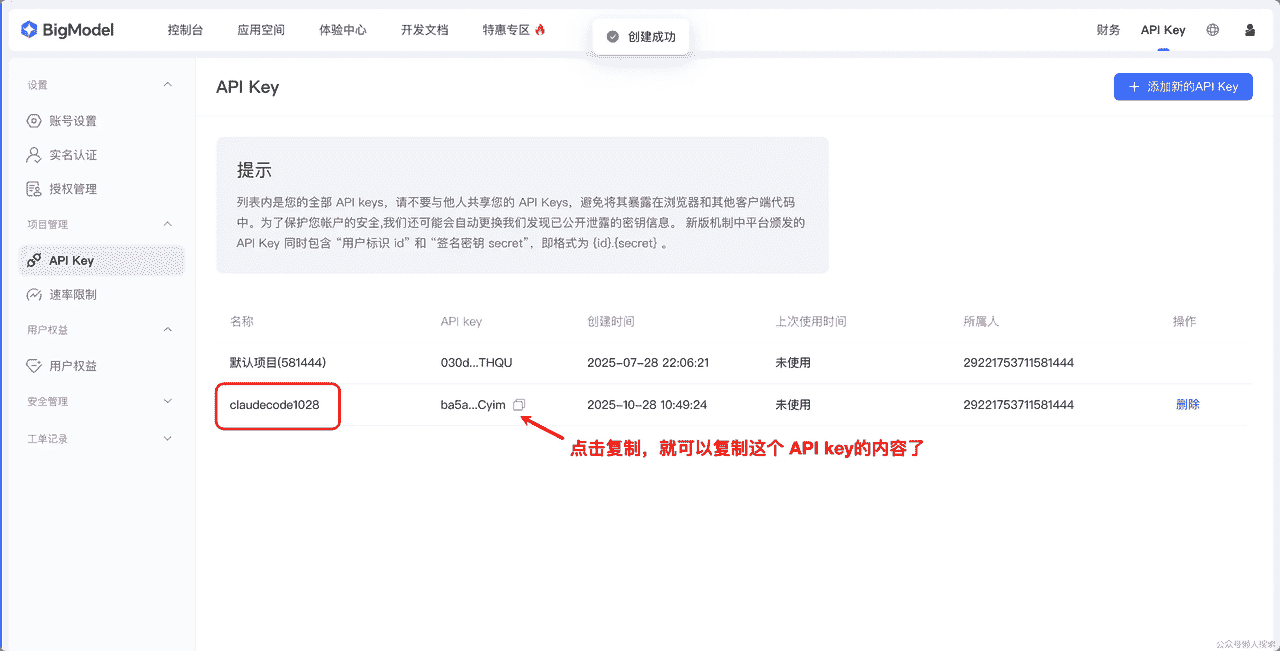 BigModel 控制台 应用空间 体验中心 开发文档 特惠专区 创建成功 财务 API Key
设置
账号设置
实名认证
授权管理
项目管理
API Key
速率限制
用户权益
用户权益
安全管理
工单记录
API Key
+ 添加新的API Key
提示
列表内是您的全部 API keys，请不要与他人共享您的 API Keys，避免将其暴露在浏览器和其他客户端代码
中。为了保护您帐户的安全,我们还可能会自动更换我们发现已公开泄露的密钥信息。 新版机制中平台颁发的
API Key 同时包含 “用户标识 id” 和 “签名密钥 secret”，即格式为 {id}.{secret} 。
名称 API key 创建时间 上次使用时间 所属人 操作
默认项目(581444) 030d...THQU 2025-07-28 22:06:21 未使用 29221753711581444
claudecode1028 ba5a...Cyim 2025-10-28 10:49:24 未使用 29221753711581444 删除
点击复制，就可以复制这个 API key的内容了
公众号懒人搜索